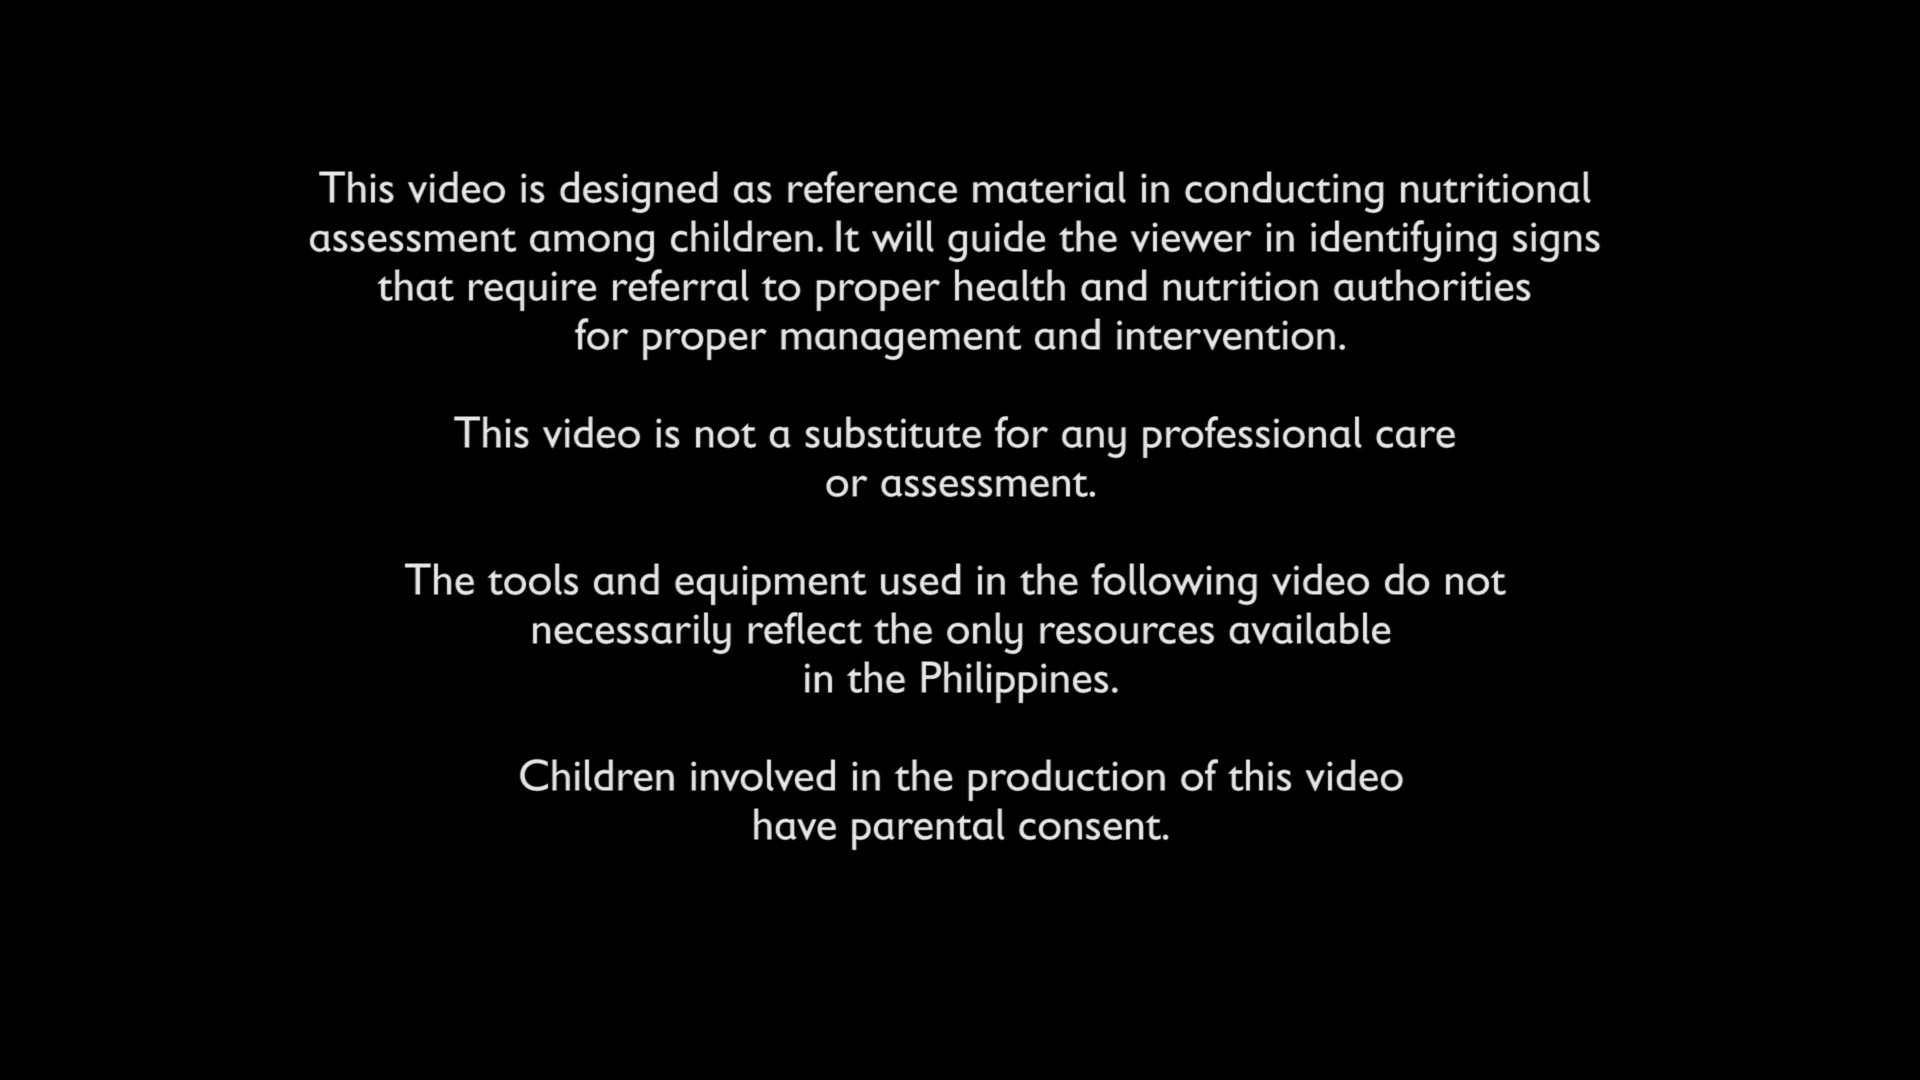 This video is designed as reference material in conducting nutritional
assessment among children. It will guide the viewer in identifying signs
that require referral to proper health and nutrition authorities
for proper management and intervention.
This video is not a substitute for any professional care
or assessment.
The tools and equipment used in the following video do not
necessarily reflect the only resources available
in the Philippines.
Children involved in the production of this video
have parental consent.